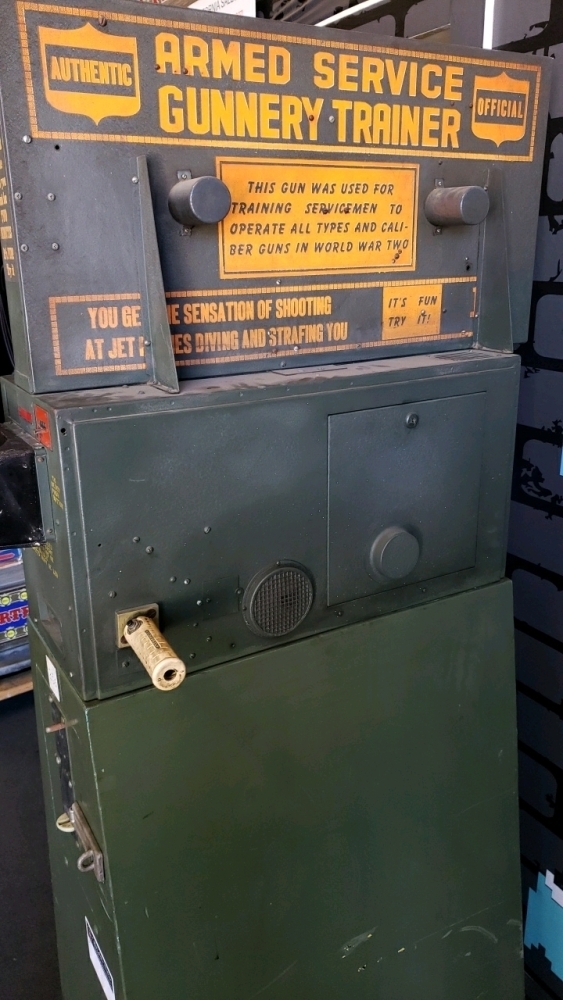 AUTHENTIC
ARMED SERVICE
GUNNERY TRAINER
OFFICIAL
THIS GUN WAS USED FOR
TRAINING SERVICEMEN TO
OPERATE ALL TYPES AND CALI-
BER GUNS IN WORLD WAR TWO
YOU GE HE SENSATION OF SHOOTING
AT JET ES DIVING AND STRAFING YOU
IT'S FUN
TRY IT!